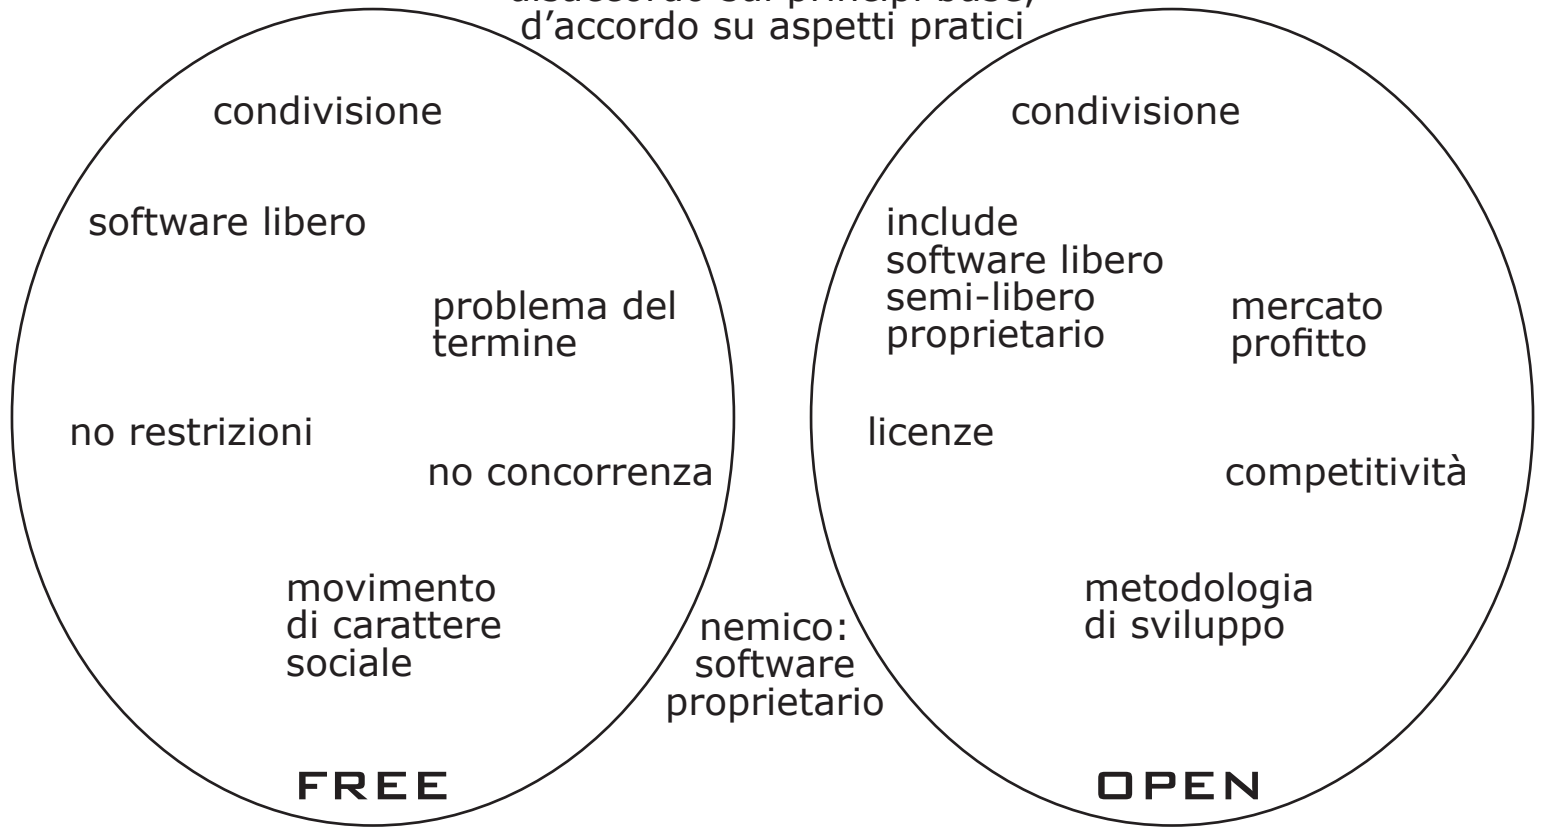 d’accordo su aspetti pratici
condivisione
software libero
problema del
termine
no restrizioni
no concorrenza
movimento
di carattere
sociale
FREE
nemico:
software
proprietario
condivisione
include
software libero
semi-libero
proprietario
mercato
profitto
licenze
competitività
metodologia
di sviluppo
OPEN